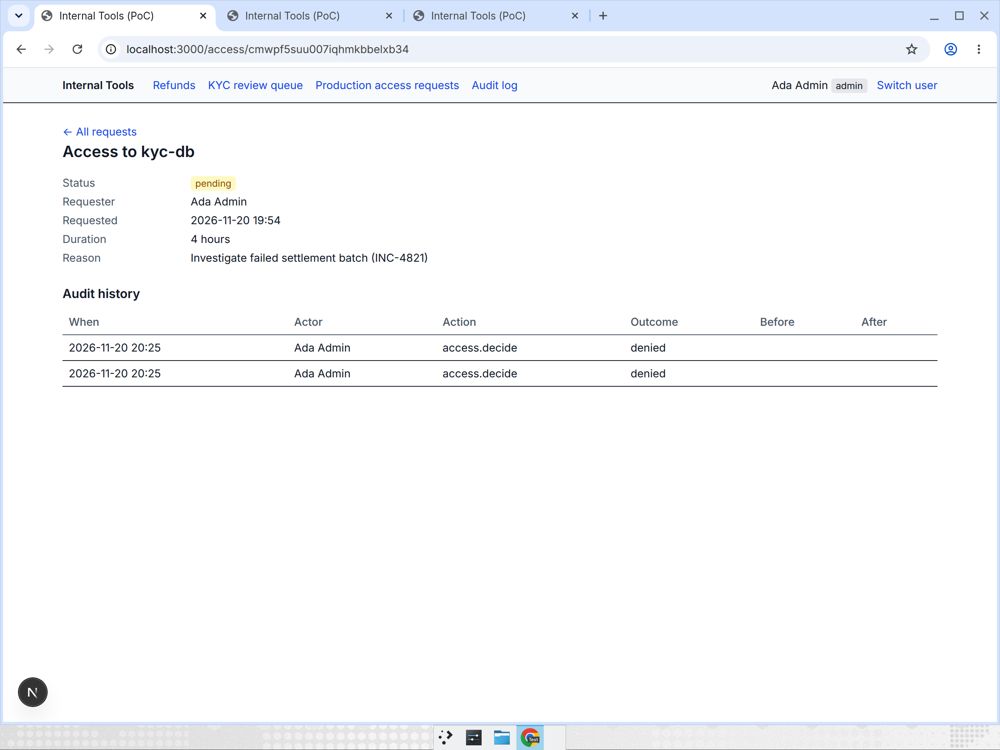 Internal Tools (PoC)
Internal Tools (PoC)
Internal Tools (PoC)
localhost:3000/access/cmwpf5suu007iqhmkbbelxb34
Internal Tools Refunds KYC review queue Production access requests Audit log Ada Admin admin Switch user
← All requests
Access to kyc-db
Status pending
Requester Ada Admin
Requested 2026-11-20 19:54
Duration 4 hours
Reason Investigate failed settlement batch (INC-4821)
Audit history
When Actor Action Outcome Before After
2026-11-20 20:25 Ada Admin access.decide denied
2026-11-20 20:25 Ada Admin access.decide denied
N